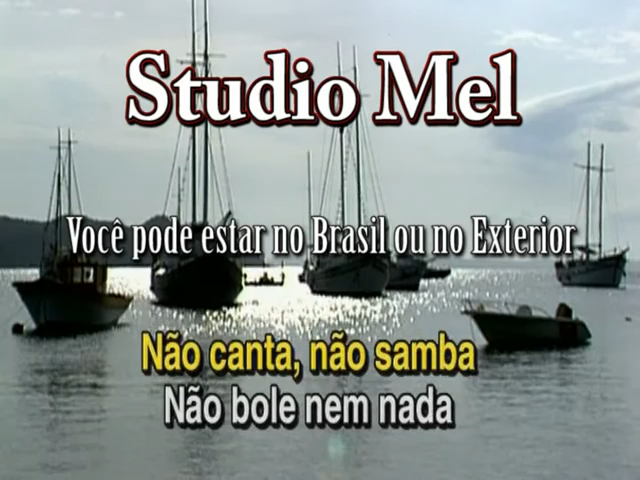 Studio Mel
Você pode estar no Brasil ou no Exterior
Não canta, não samba
Não bole nem nada